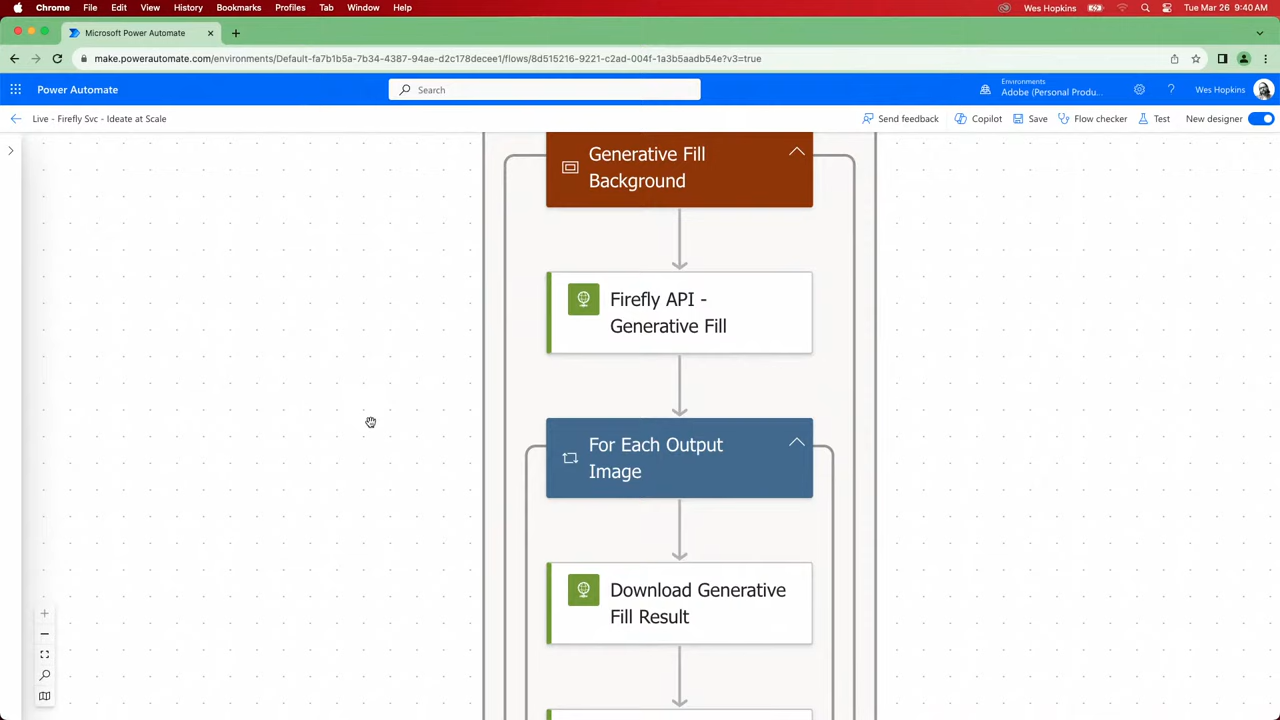 Chrome File Edit View History Bookmarks Profiles Tab Window Help Wes Hopkins Tue Mar 26 9:40 AM
Microsoft Power Automate
make.powerautomate.com/environments/Default-fa7b1b5a-7b34-4387-94ae-d2c178decee1/flows/8d515216-9221-c2ad-004f-1a3b5aadb54e?v3=true
Power Automate
Search
Environments
Adobe (Personal Produ...
Wes Hopkins
Live - Firefly Svc - Ideate at Scale
Send feedback Copilot Save Flow checker Test New designer
Generative Fill
Background
Firefly API -
Generative Fill
For Each Output
Image
Download Generative
Fill Result